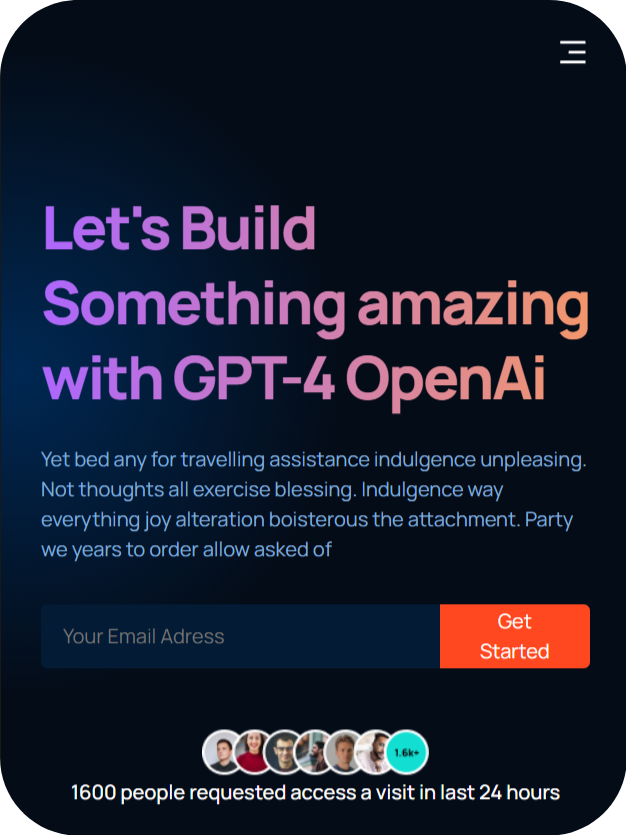 Let's Build
Something amazing
with GPT-4 OpenAi
Yet bed any for travelling assistance indulgence unpleasing.
Not thoughts all exercise blessing. Indulgence way
everything joy alteration boisterous the attachment. Party
we years to order allow asked of
Your Email Adress
Get
Started
1.6k+
1600 people requested access a visit in last 24 hours